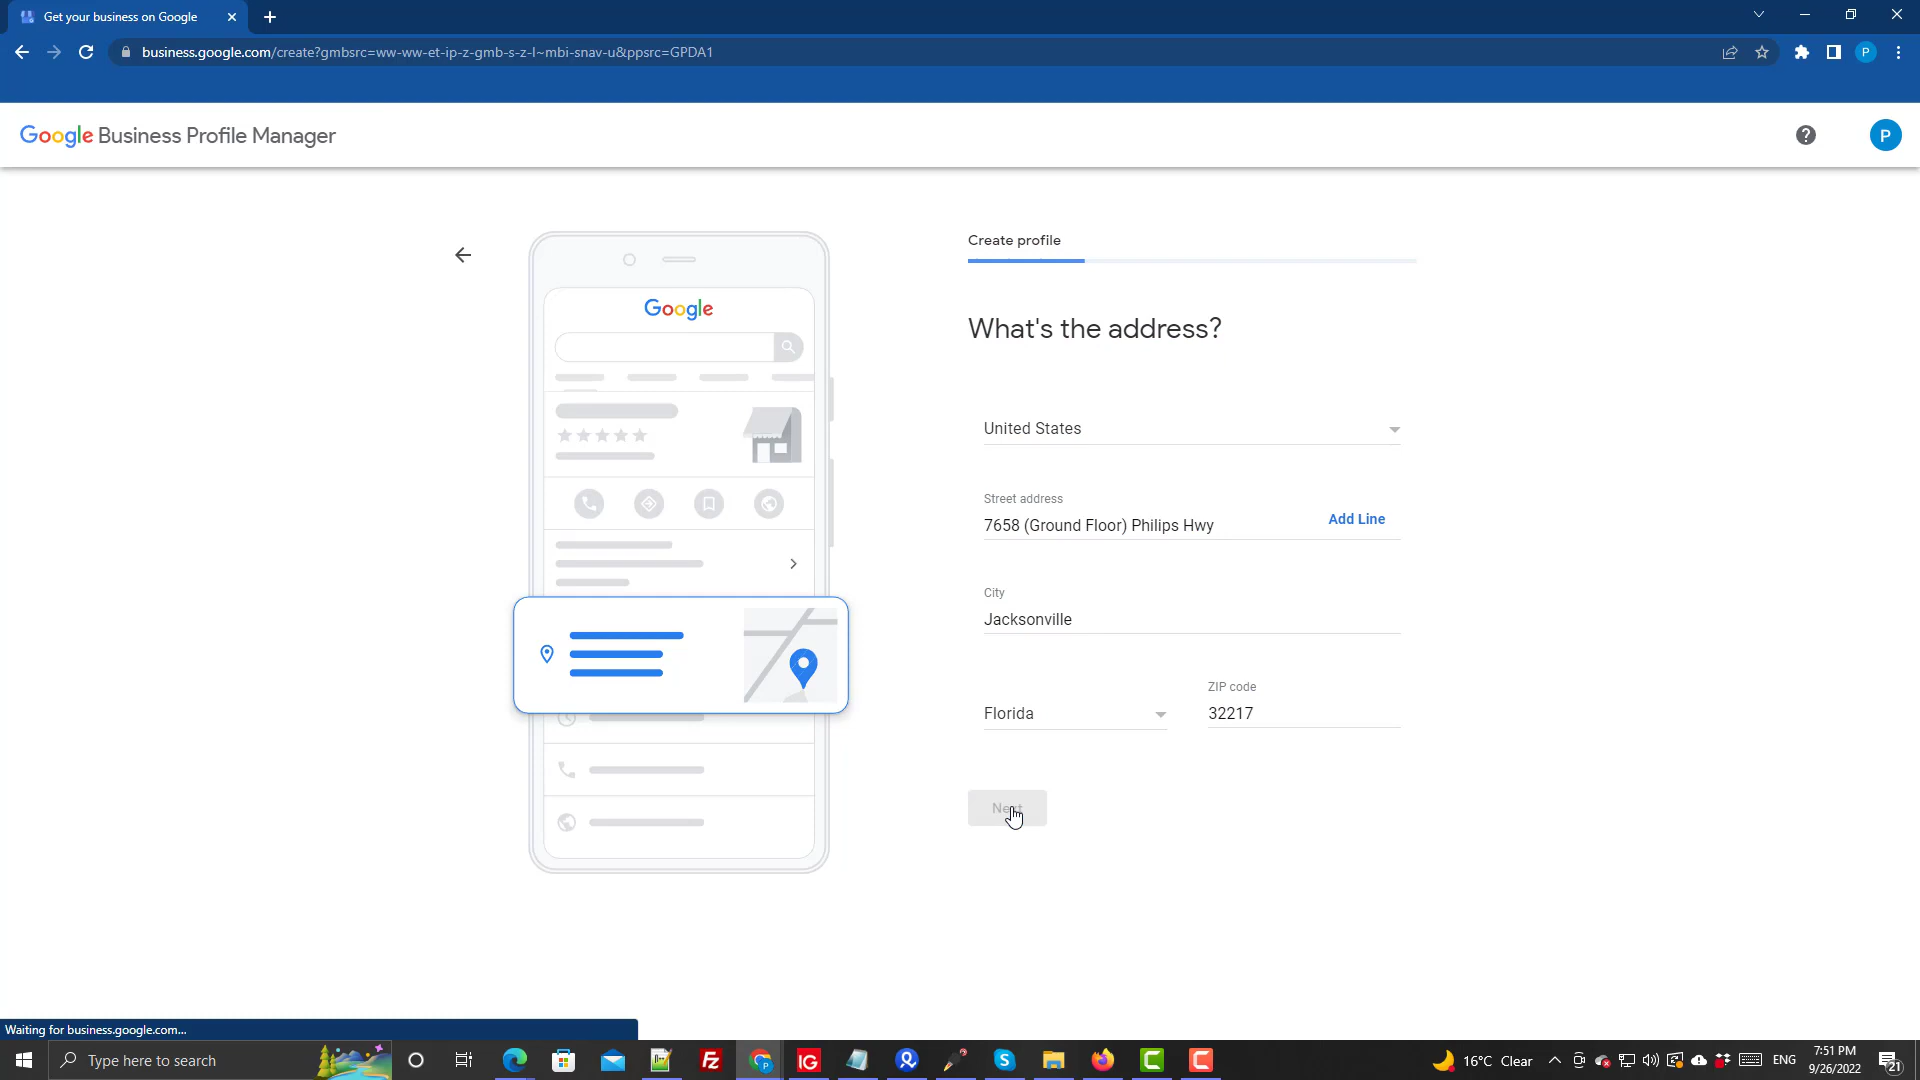 Get your business on Google
business.google.com/create?gmbsrc=ww-ww-et-ip-z-gmb-s-z-l~mbi-snav-u&ppsrc=GPDA1
P
Google Business Profile Manager
P
Create profile
Google
What's the address?
United States
Street address
7658 (Ground Floor) Philips Hwy
Add Line
City
Jacksonville
ZIP code
Florida
32217
Next
Waiting for business.google.com...
Type here to search
16°C Clear
ENG
7:51 PM
9/26/2022
21